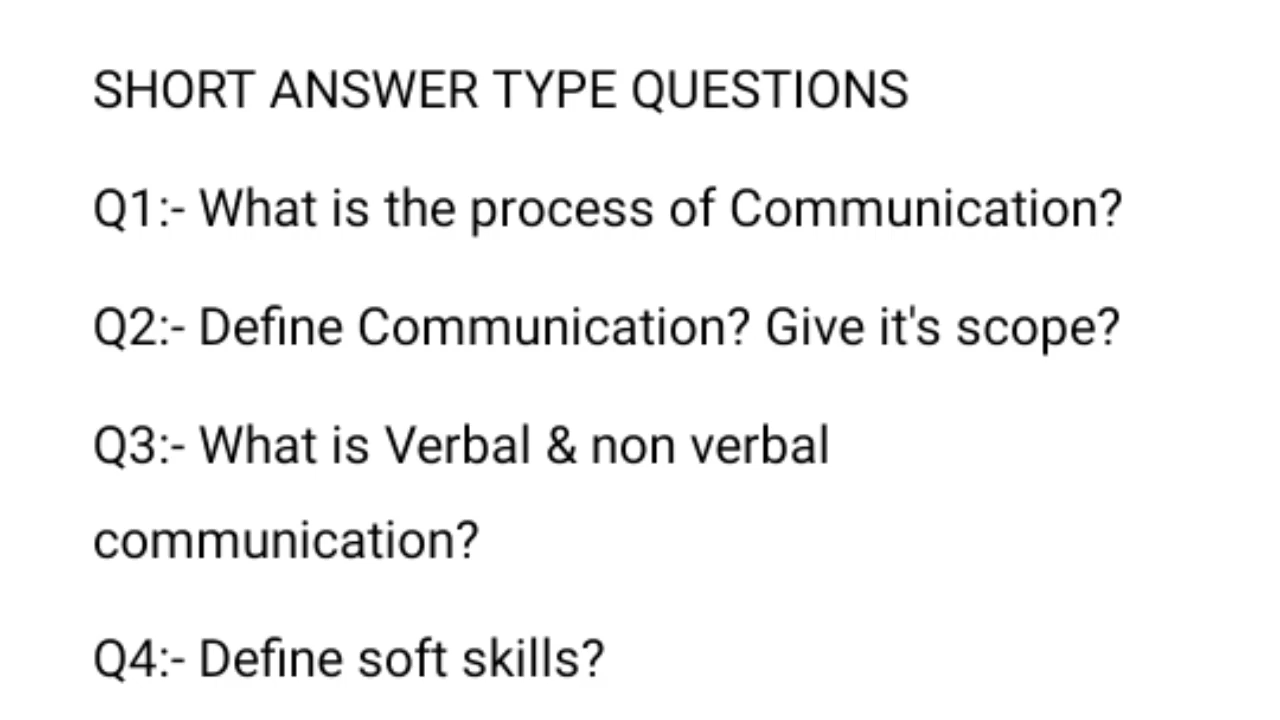 SHORT ANSWER TYPE QUESTIONS
Q1:- What is the process of Communication?
Q2:- Define Communication? Give it's scope?
Q3:- What is Verbal & non verbal
communication?
Q4:- Define soft skills?